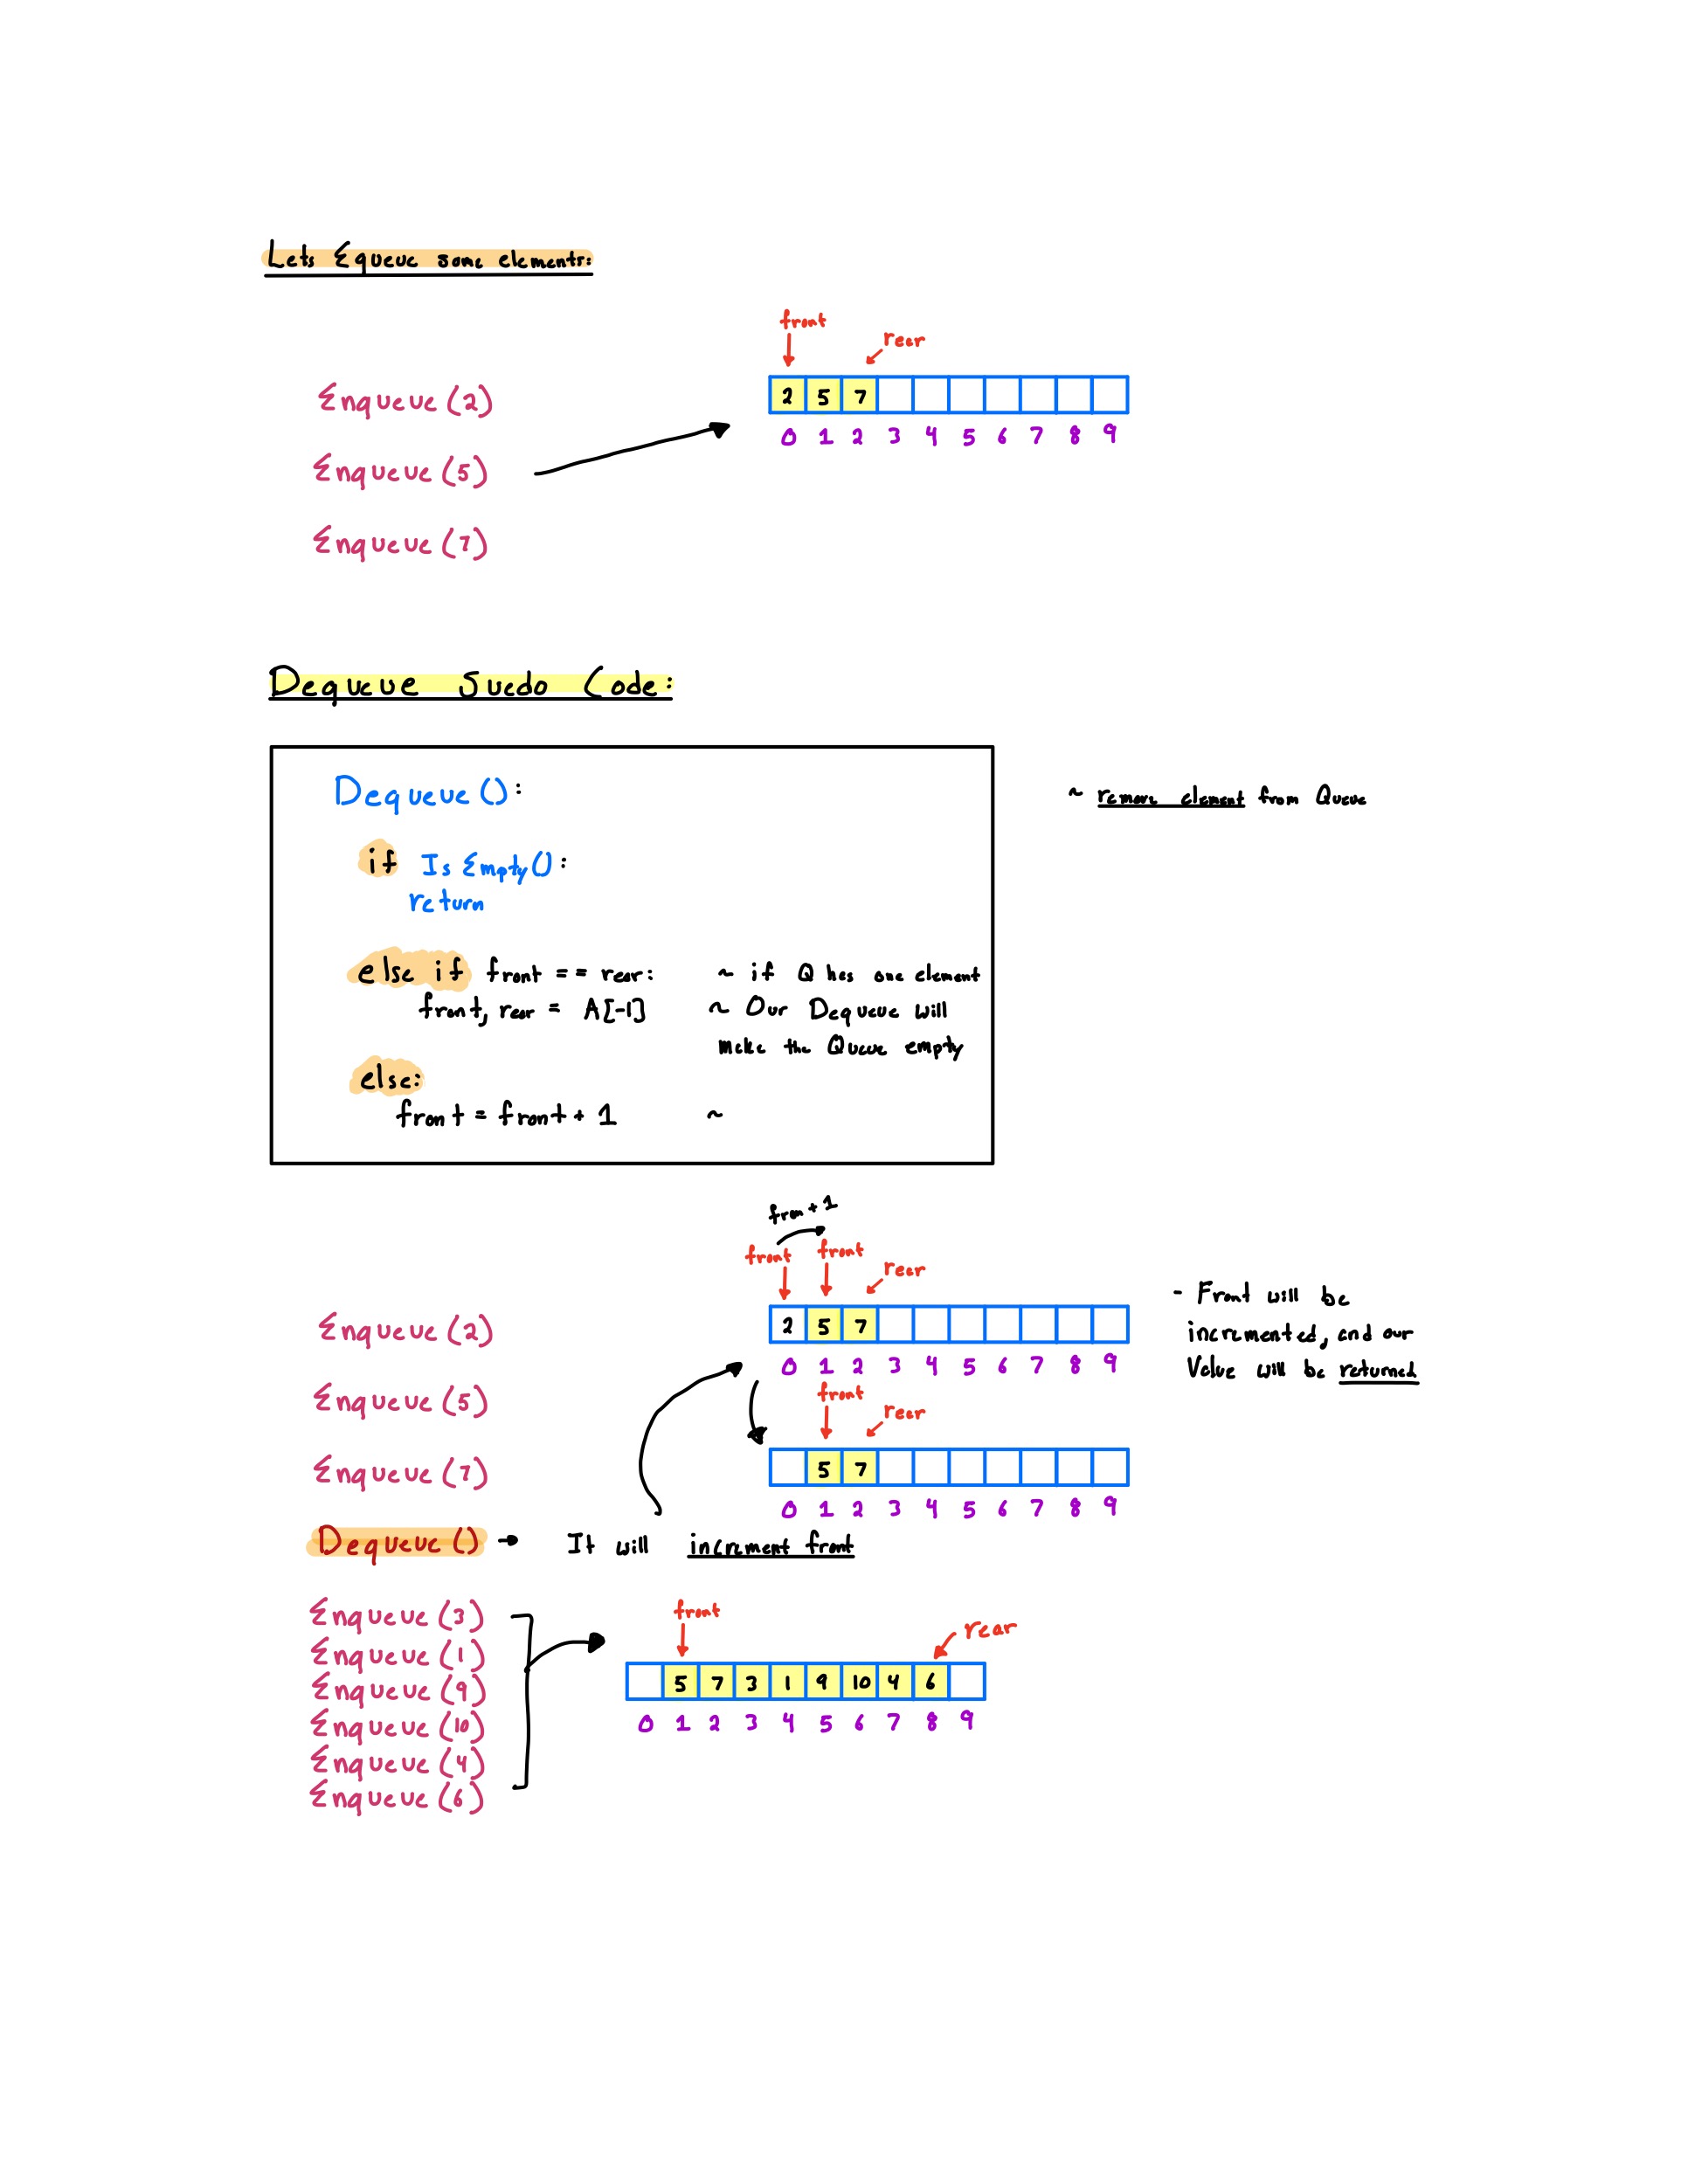 Lets Equeue some elements:
front
rear
Enqueue (2)
2 5 7
0 1 2 3 4 5 6 7 8 9
Enqueue (5)
Enqueue (7)
Dequeue Suedo Code:
Dequeue ():
~ remove element from Queue
if Is Empty():
return
else if front == rear: ~ if Q has one element
front, rear = A[-1] ~ Our Dequeue will
make the Queue empty
else:
front = front + 1 ~
fron + 1
front front
rear
- Front will be
incremented, and our
Value will be returned
Enqueue (2)
2 5 7
0 1 2 3 4 5 6 7 8 9
Enqueue (5)
front
rear
Enqueue (7)
5 7
0 1 2 3 4 5 6 7 8 9
Dequeue () → It will increment front
Enqueue (3)
Enqueue (1)
Enqueue (9)
Enqueue (10)
Enqueue (4)
Enqueue (6)
front
rear
5 7 3 1 9 10 4 6
0 1 2 3 4 5 6 7 8 9